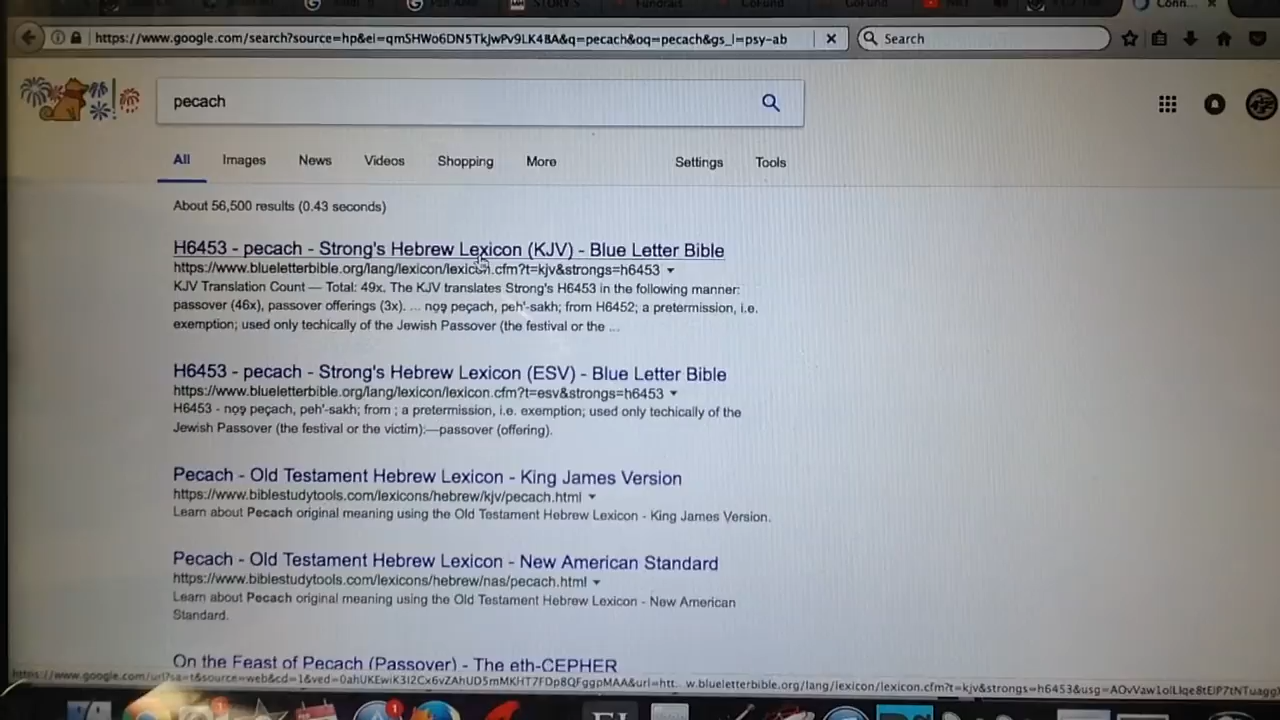 https://www.google.com/search?source=hp&ei=qmSHWo6DN5TkjwPv9LK4BA&q=pecach&oq=pecach&gs_l=psy-ab
Search
pecach
All Images News Videos Shopping More Settings Tools
About 56,500 results (0.43 seconds)
H6453 - pecach - Strong's Hebrew Lexicon (KJV) - Blue Letter Bible
https://www.blueletterbible.org/lang/lexicon/lexicon.cfm?t=kjv&strongs=h6453
KJV Translation Count — Total: 49x. The KJV translates Strong's H6453 in the following manner:
passover (46x), passover offerings (3x). ... פסח peçach, peh'-sakh; from H6452; a pretermission, i.e.
exemption; used only techically of the Jewish Passover (the festival or the ...
H6453 - pecach - Strong's Hebrew Lexicon (ESV) - Blue Letter Bible
https://www.blueletterbible.org/lang/lexicon/lexicon.cfm?t=esv&strongs=h6453
H6453 - פסח peçach, peh'-sakh; from ; a pretermission, i.e. exemption; used only techically of the
Jewish Passover (the festival or the victim):—passover (offering).
Pecach - Old Testament Hebrew Lexicon - King James Version
https://www.biblestudytools.com/lexicons/hebrew/kjv/pecach.html
Learn about Pecach original meaning using the Old Testament Hebrew Lexicon - King James Version.
Pecach - Old Testament Hebrew Lexicon - New American Standard
https://www.biblestudytools.com/lexicons/hebrew/nas/pecach.html
Learn about Pecach original meaning using the Old Testament Hebrew Lexicon - New American
Standard.
On the Feast of Pecach (Passover) - The eth-CEPHER